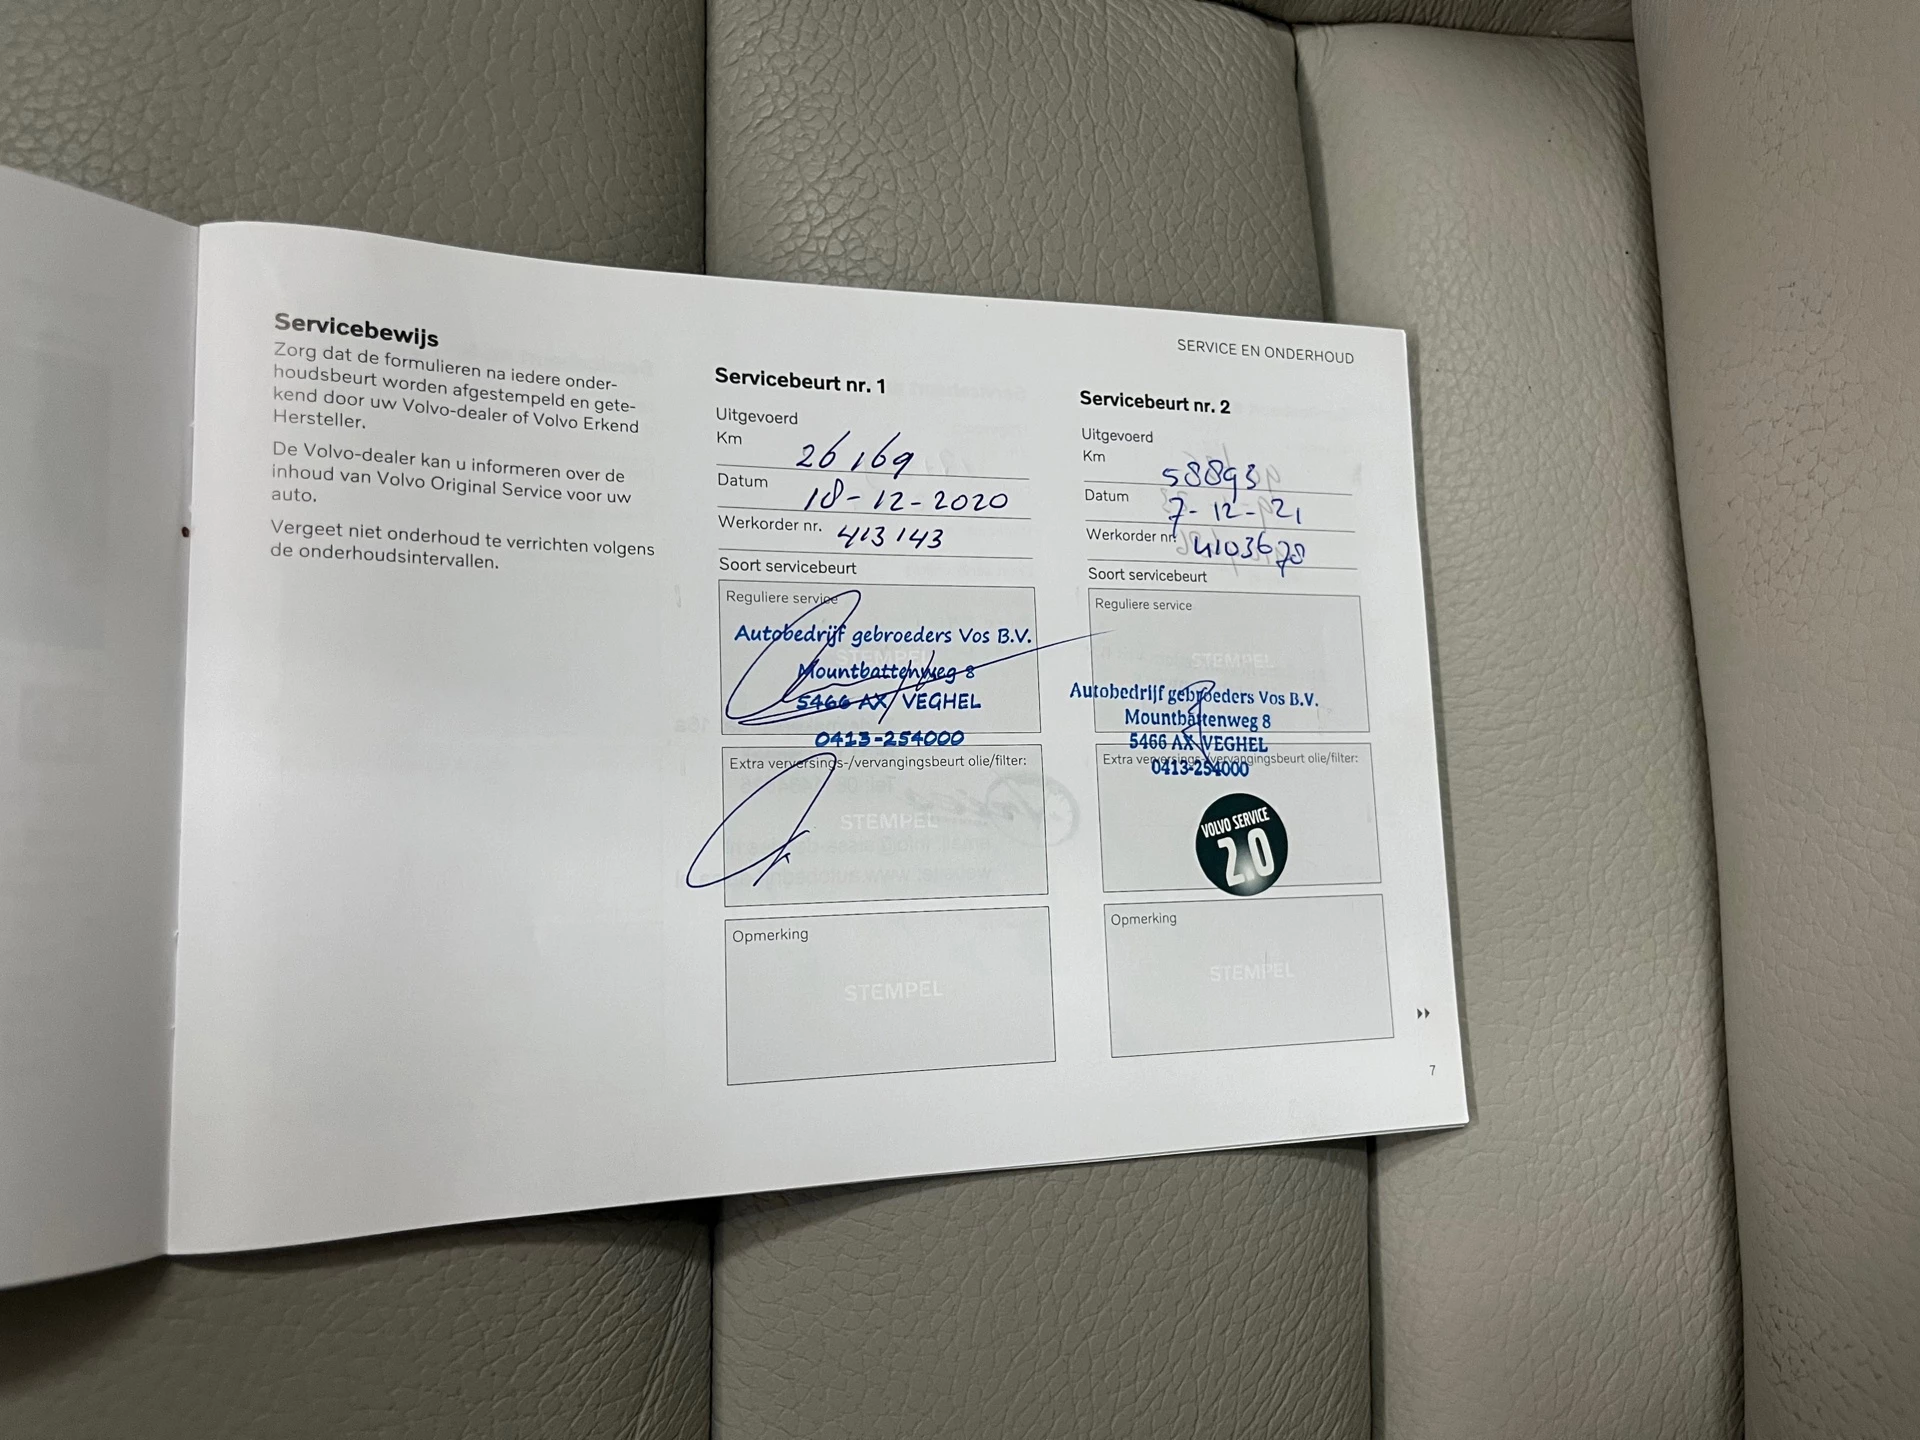 Servicebewijs
Zorg dat de formulieren na iedere onder-
houdsbeurt worden afgestempeld en gete-
kend door uw Volvo-dealer of Volvo Erkend
Hersteller.
De Volvo-dealer kan u informeren over de
inhoud van Volvo Original Service voor uw
auto.
Vergeet niet onderhoud te verrichten volgens
de onderhoudsintervallen.
SERVICE EN ONDERHOUD
Servicebeurt nr. 1
Uitgevoerd
Km 26169
Datum 18-12-2020
Werkorder nr. 413143
Soort servicebeurt
Reguliere service
STEMPEL
Autobedrijf gebroeders Vos B.V.
Mountbattenweg 8
5466 AX VEGHEL
0413-254000
Extra verversings-/vervangingsbeurt olie/filter:
STEMPEL
Opmerking
STEMPEL
Servicebeurt nr. 2
Uitgevoerd
Km 58893
Datum 7-12-21
Werkorder nr. 4103678
Soort servicebeurt
Reguliere service
STEMPEL
Autobedrijf gebroeders Vos B.V.
Mountbattenweg 8
5466 AX VEGHEL
0413-254000
Extra verversings-/vervangingsbeurt olie/filter:
VOLVO SERVICE
2.0
Opmerking
STEMPEL
7